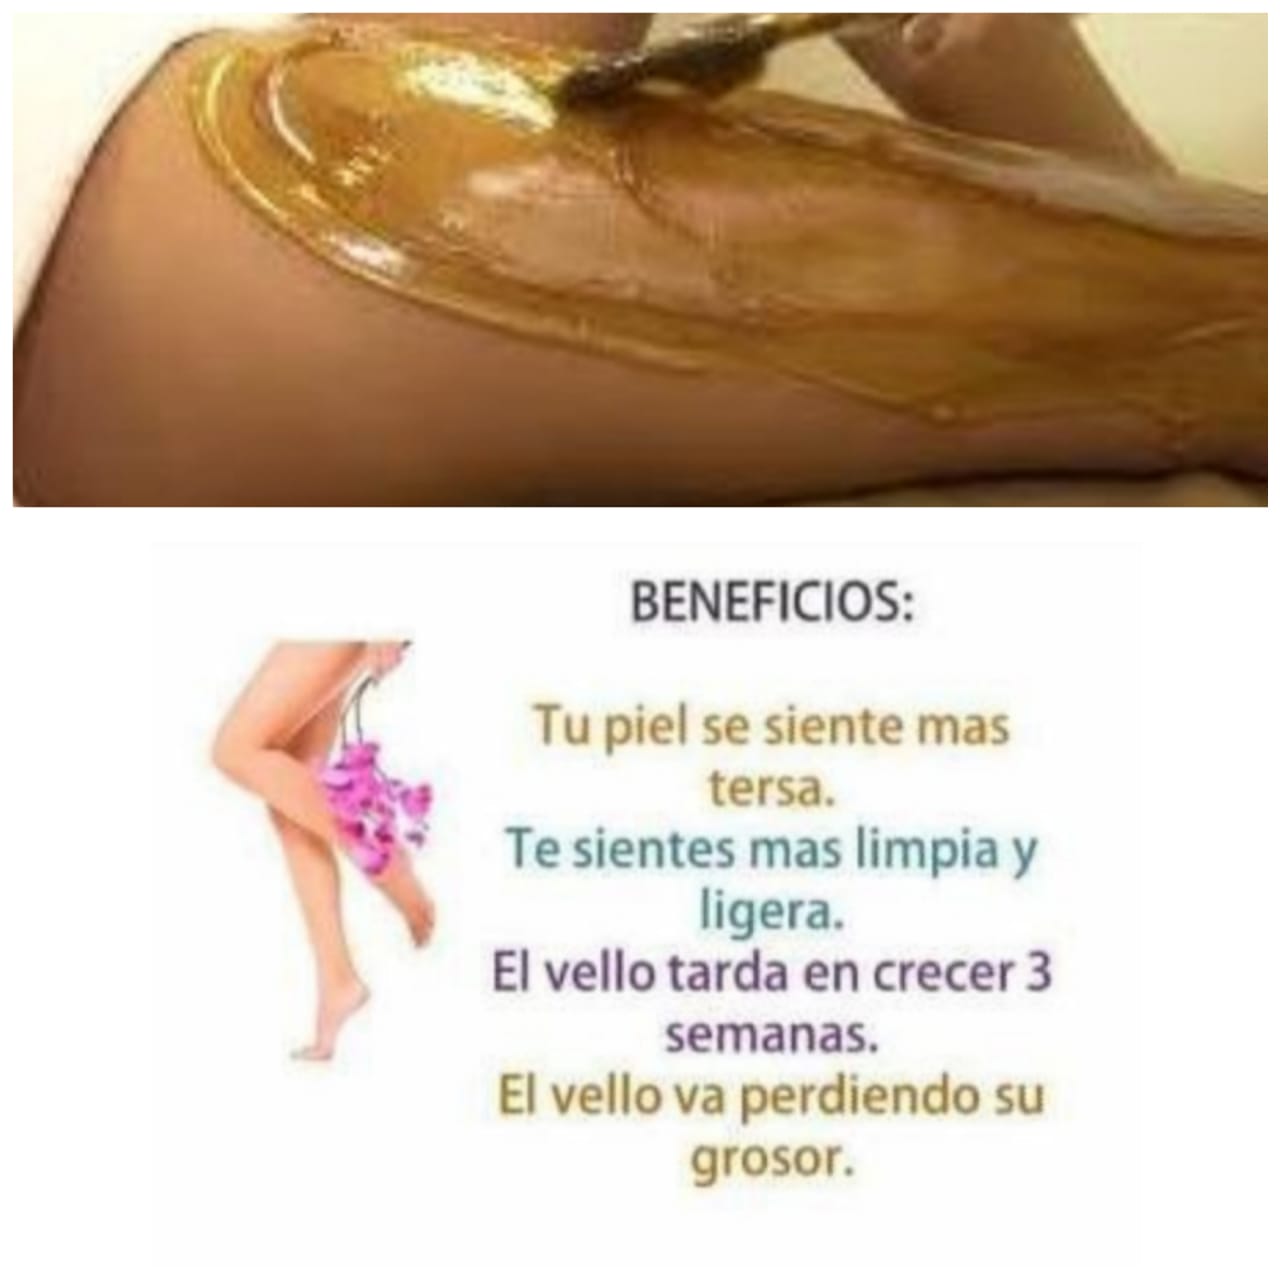 BENEFICIOS:
Tu piel se siente mas
tersa.
Te sientes mas limpia y
ligera.
El vello tarda en crecer 3
semanas.
El vello va perdiendo su
grosor.